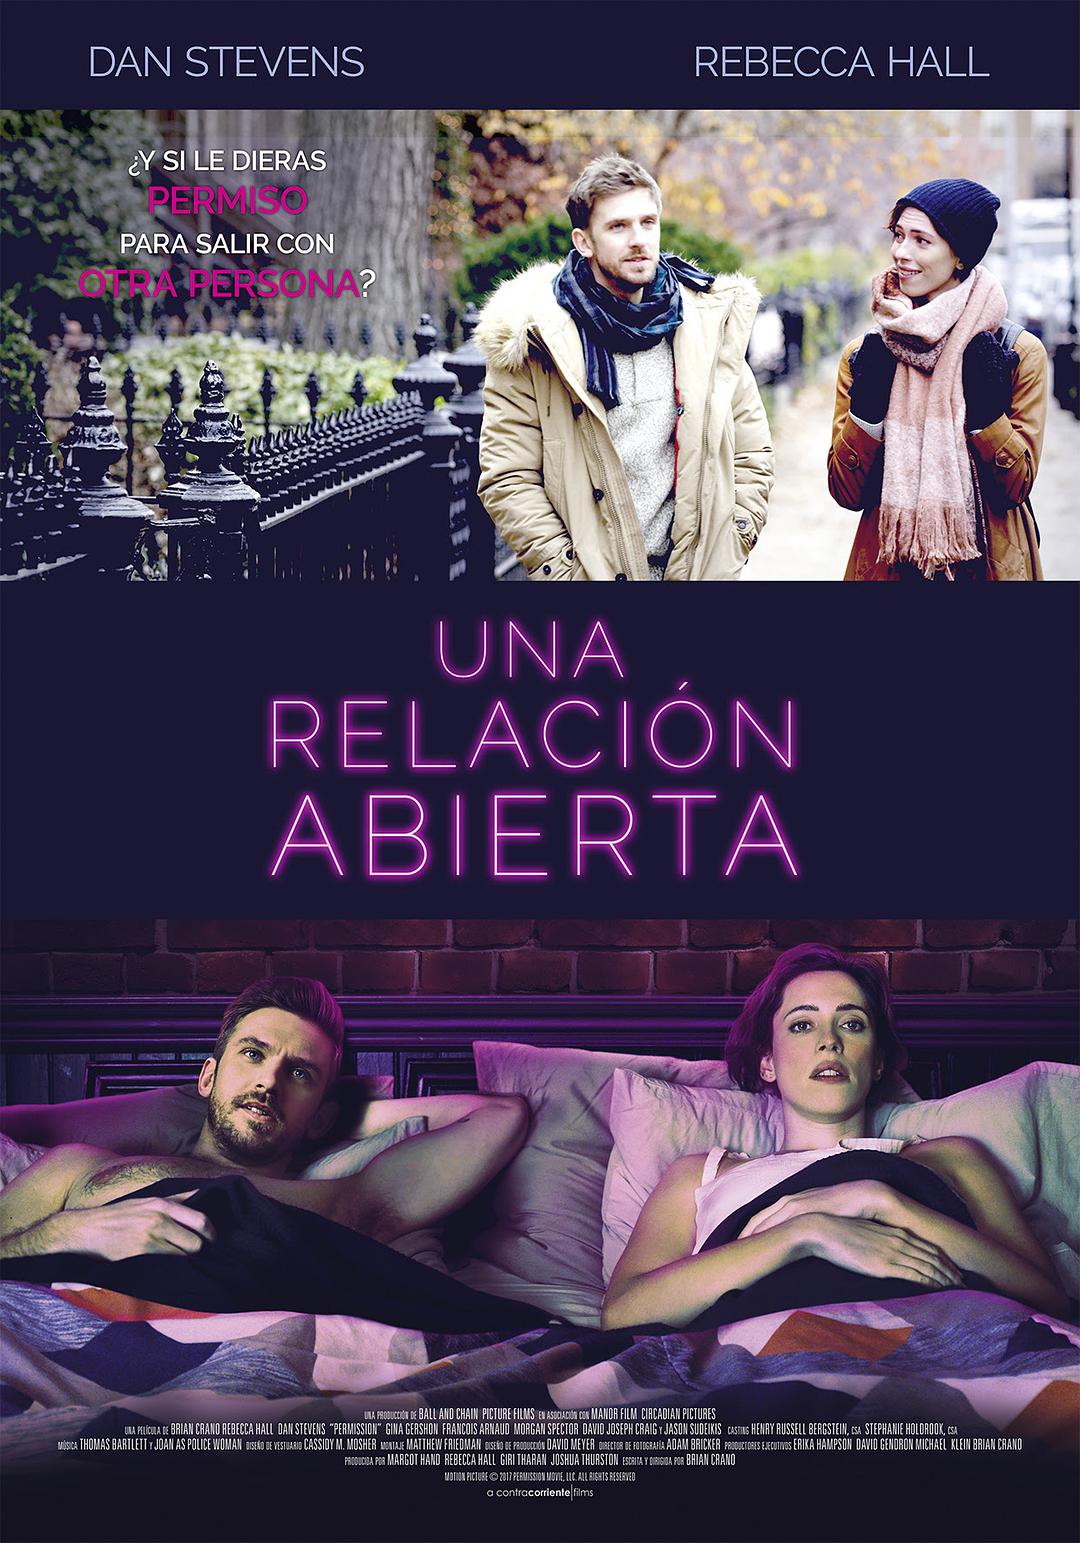 DAN STEVENS REBECCA HALL
¿Y SI LE DIERAS
PERMISO
PARA SALIR CON
OTRA PERSONA?
UNA
RELACIÓN
ABIERTA
UNA PRODUCCIÓN DE BALL AND CHAIN PICTURE FILMS EN ASOCIACIÓN CON MANOR FILM CIRCADIAN PICTURES
UNA PELÍCULA DE BRIAN CRANO REBECCA HALL DAN STEVENS "PERMISSION" GINA GERSHON FRANCOIS ARNAUD MORGAN SPECTOR DAVID JOSEPH CRAIG Y JASON SUDEIKIS CASTING HENRY RUSSELL BERGSTEIN, CSA STEPHANIE HOLBROOK, CSA
MÚSICA THOMAS BARTLETT Y JOAN AS POLICE WOMAN DISEÑO DE VESTUARIO CASSIDY M. MOSHER MONTAJE MATTHEW FRIEDMAN DISEÑO DE PRODUCCIÓN DAVID MEYER DIRECTOR DE FOTOGRAFÍA ADAM BRICKER PRODUCTORES EJECUTIVOS ERIKA HAMPSON DAVID GENDRON MICHAEL KLEIN BRIAN CRANO
PRODUCIDA POR MARGOT HAND REBECCA HALL GIRI THARAN JOSHUA THURSTON ESCRITA Y DIRIGIDA POR BRIAN CRANO
MOTION PICTURE © 2017 PERMISSION MOVIE, LLC. ALL RIGHTS RESERVED
a contracorriente films